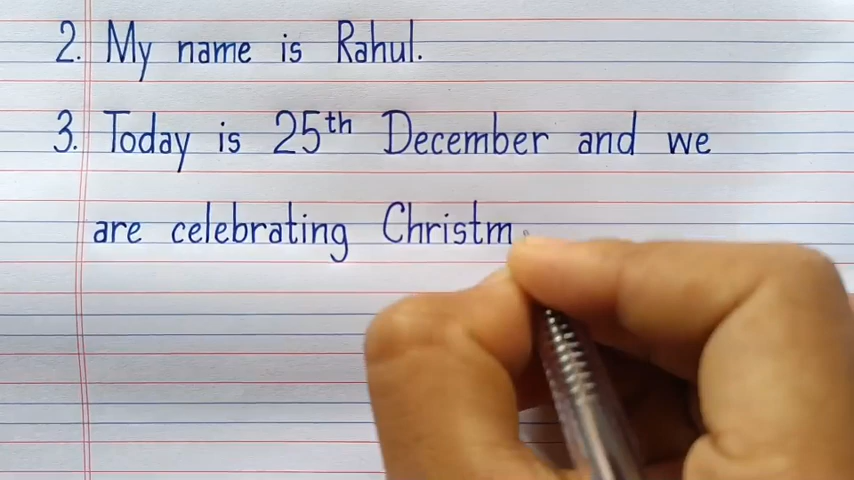 2. My name is Rahul.
3. Today is 25th December and we
are celebrating Christm